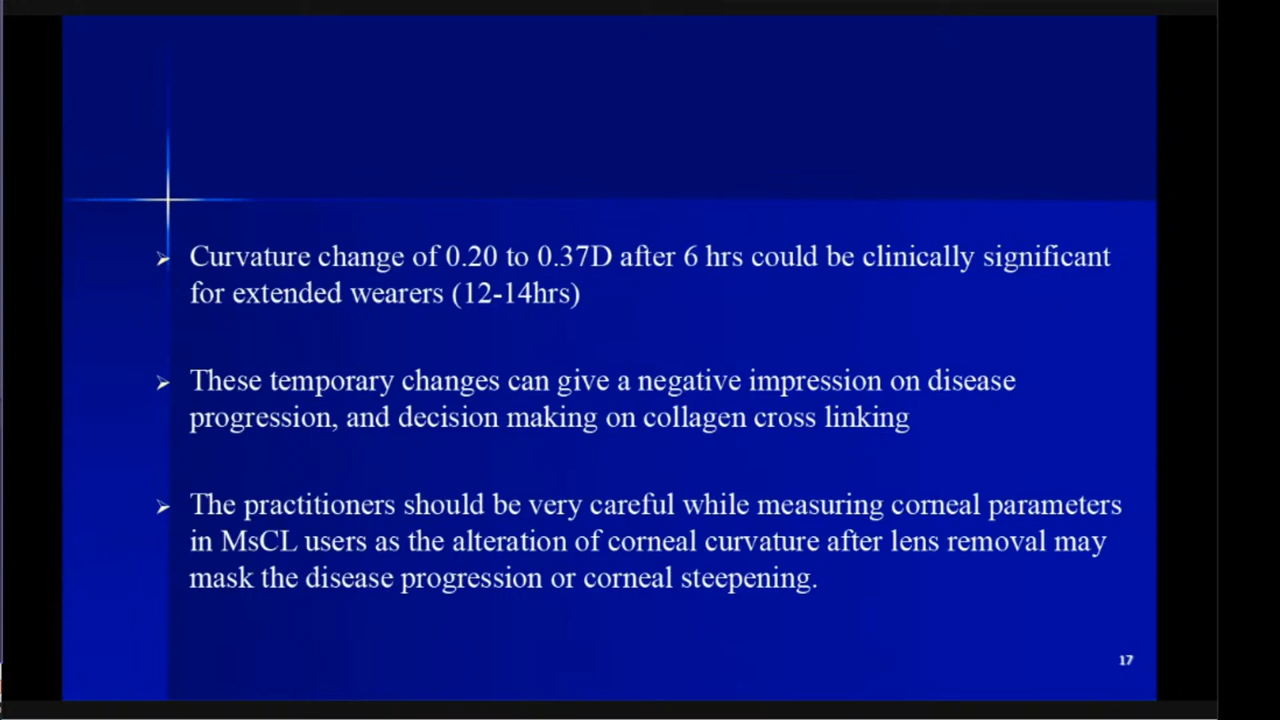 ➢ Curvature change of 0.20 to 0.37D after 6 hrs could be clinically significant
for extended wearers (12-14hrs)
➢ These temporary changes can give a negative impression on disease
progression, and decision making on collagen cross linking
➢ The practitioners should be very careful while measuring corneal parameters
in MsCL users as the alteration of corneal curvature after lens removal may
mask the disease progression or corneal steepening.
17